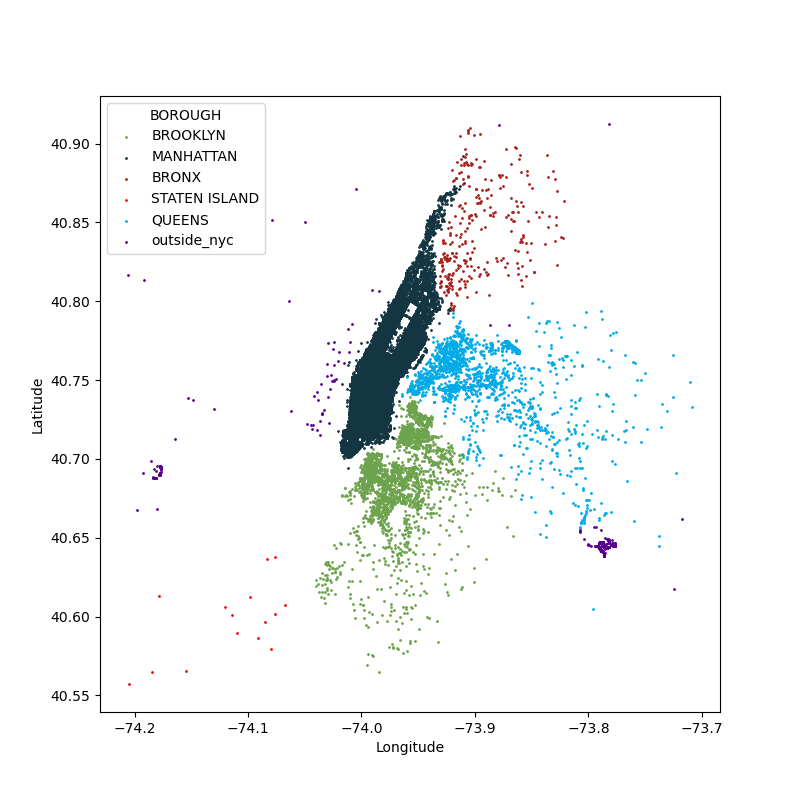 BOROUGH
BROOKLYN
MANHATTAN
BRONX
STATEN ISLAND
QUEENS
outside_nyc
40.90
40.85
40.80
40.75
40.70
40.65
40.60
40.55
Latitude
−74.2 −74.1 −74.0 −73.9 −73.8 −73.7
Longitude